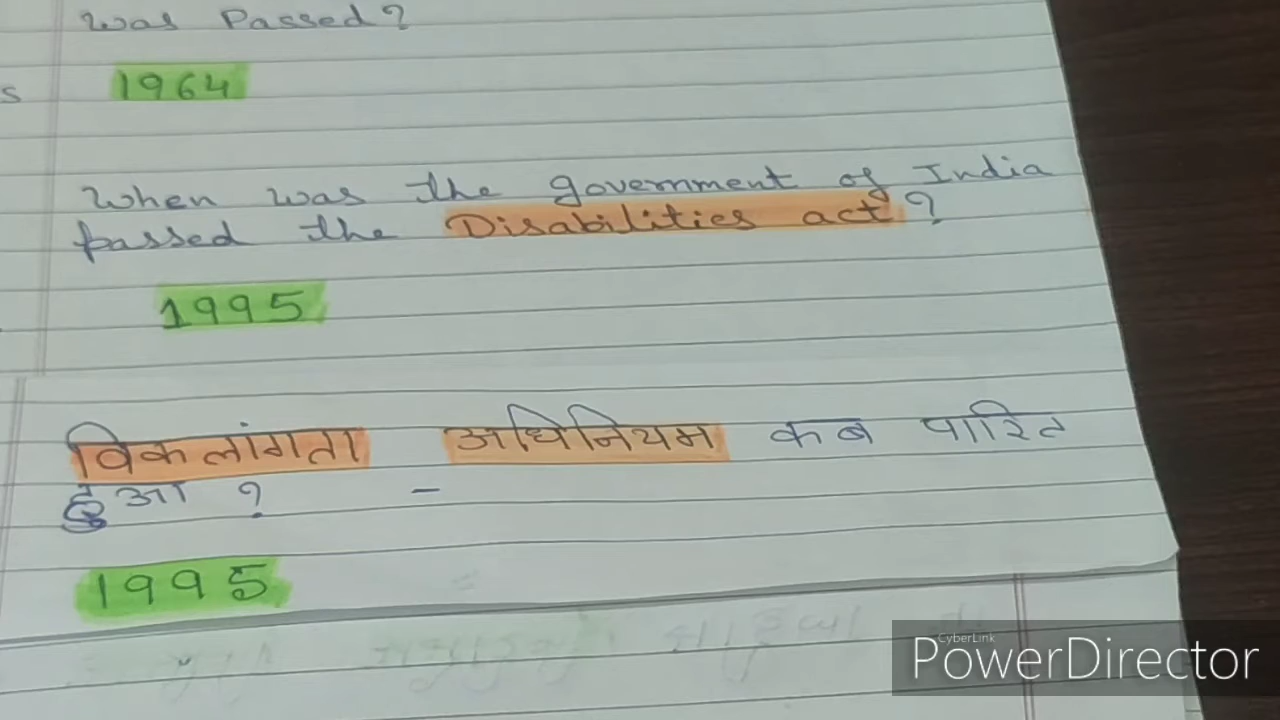 was Passed?
s
1964
When was the government of India
passed the Disabilities act?
1995
विकलांगता अधिनियम कब पारित
हुआ ? -
1995
CyberLink
PowerDirector